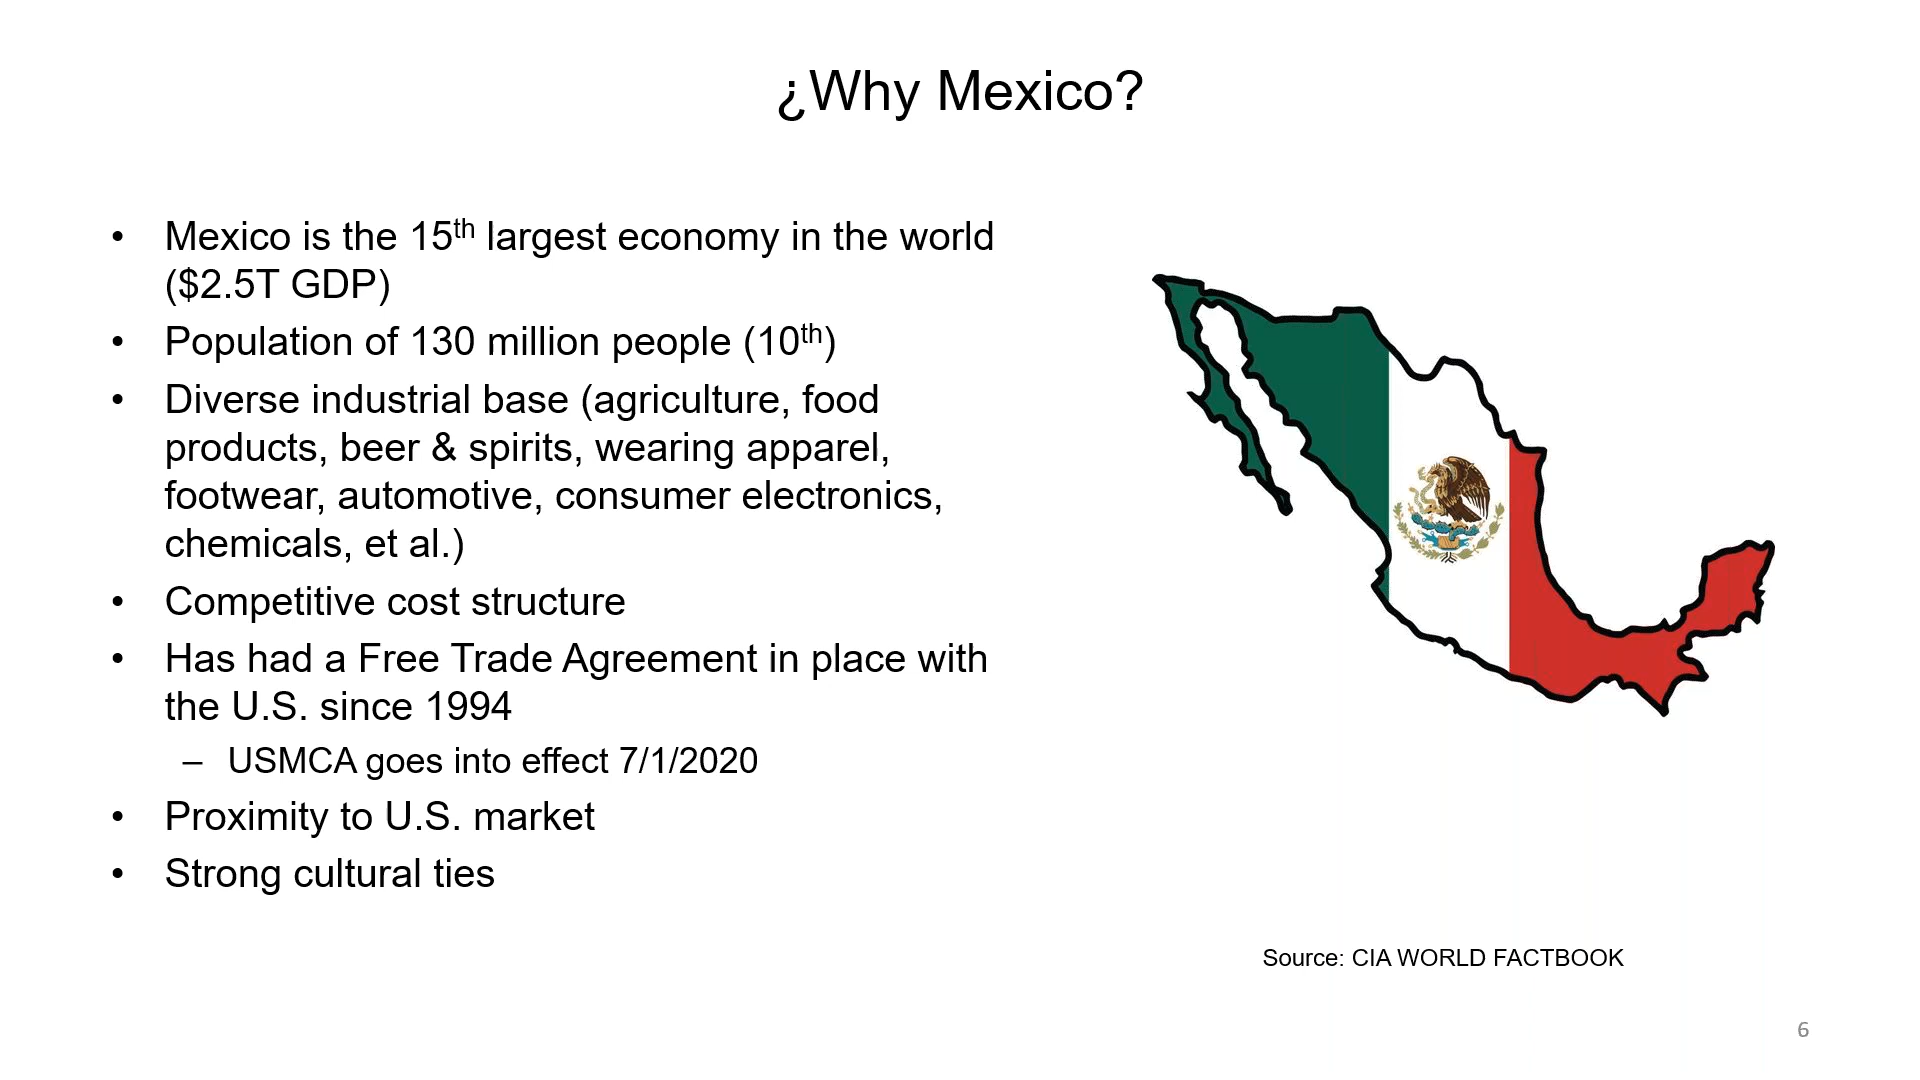 ¿Why Mexico?
• Mexico is the 15th largest economy in the world
($2.5T GDP)
• Population of 130 million people (10th)
• Diverse industrial base (agriculture, food
products, beer & spirits, wearing apparel,
footwear, automotive, consumer electronics,
chemicals, et al.)
• Competitive cost structure
• Has had a Free Trade Agreement in place with
the U.S. since 1994
– USMCA goes into effect 7/1/2020
• Proximity to U.S. market
• Strong cultural ties
Source: CIA WORLD FACTBOOK
6